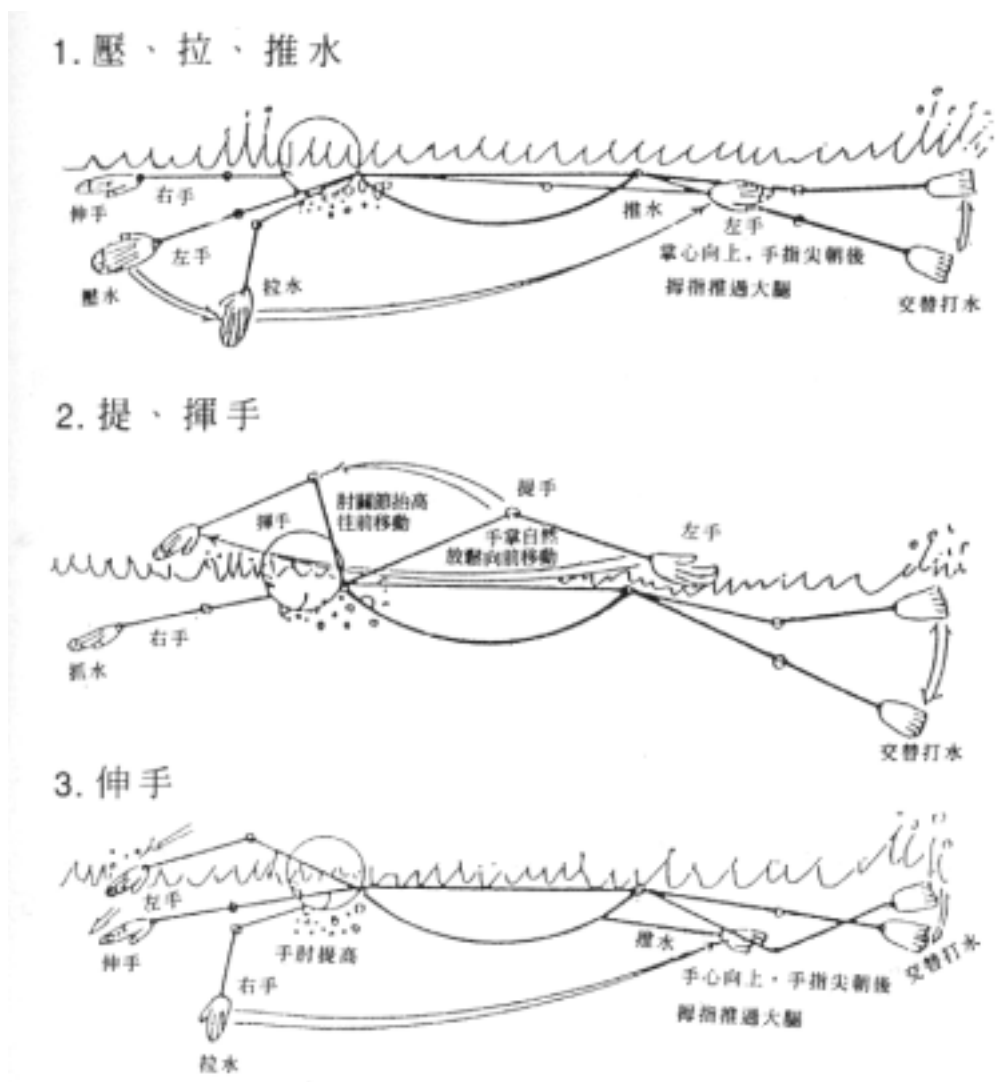 1. 壓、拉、推水
伸手
右手
左手
壓水
拉水
推水
左手
掌心向上，手指尖朝後
拇指推過大腿
交替打水
2. 提、揮手
提手
肘關節抬高
往前移動
揮手
手掌自然
放鬆向前移動
左手
右手
抓水
交替打水
3. 伸手
左手
伸手
手肘提高
右手
拉水
推水
手心向上，手指尖朝後
拇指推過大腿
交替打水